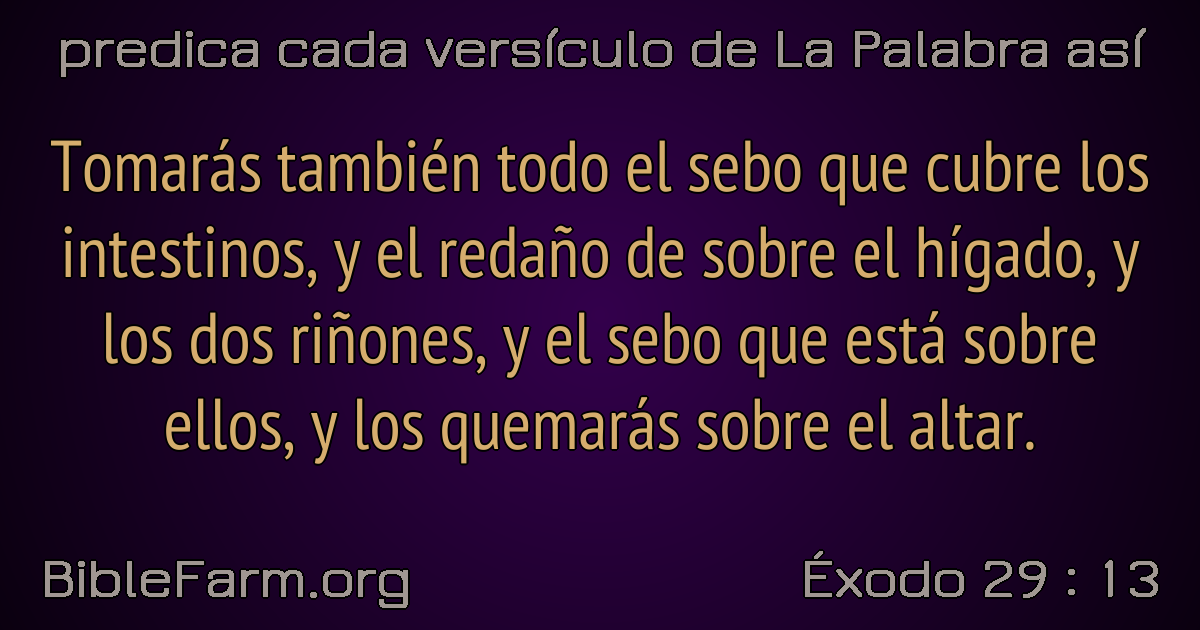 predica cada versículo de La Palabra así
Tomarás también todo el sebo que cubre los
intestinos, y el redaño de sobre el hígado, y
los dos riñones, y el sebo que está sobre
ellos, y los quemarás sobre el altar.
BibleFarm.org
Éxodo 29 : 13